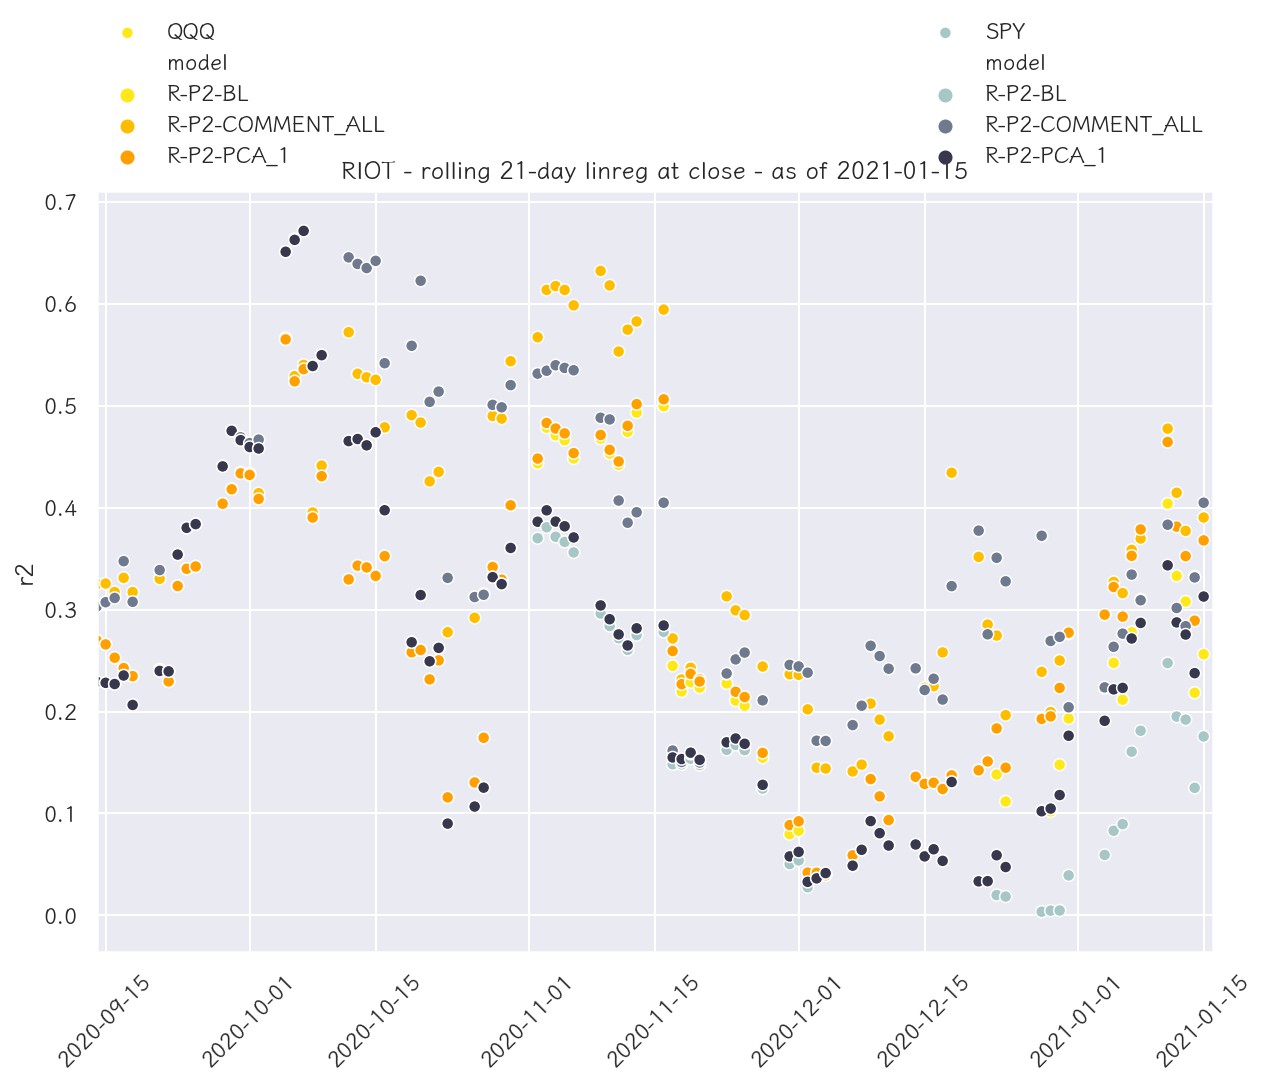 QQQ
model
R-P2-BL
R-P2-COMMENT_ALL
R-P2-PCA_1
SPY
model
R-P2-BL
R-P2-COMMENT_ALL
R-P2-PCA_1
RIOT - rolling 21-day linreg at close - as of 2021-01-15
r2
0.7
0.6
0.5
0.4
0.3
0.2
0.1
0.0
2020-09-15
2020-10-01
2020-10-15
2020-11-01
2020-11-15
2020-12-01
2020-12-15
2021-01-01
2021-01-15